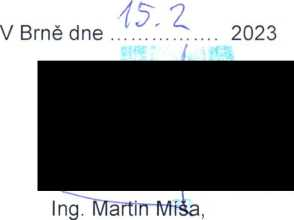 V Brně dne 15.2 2023
Ing. Martin Míša,